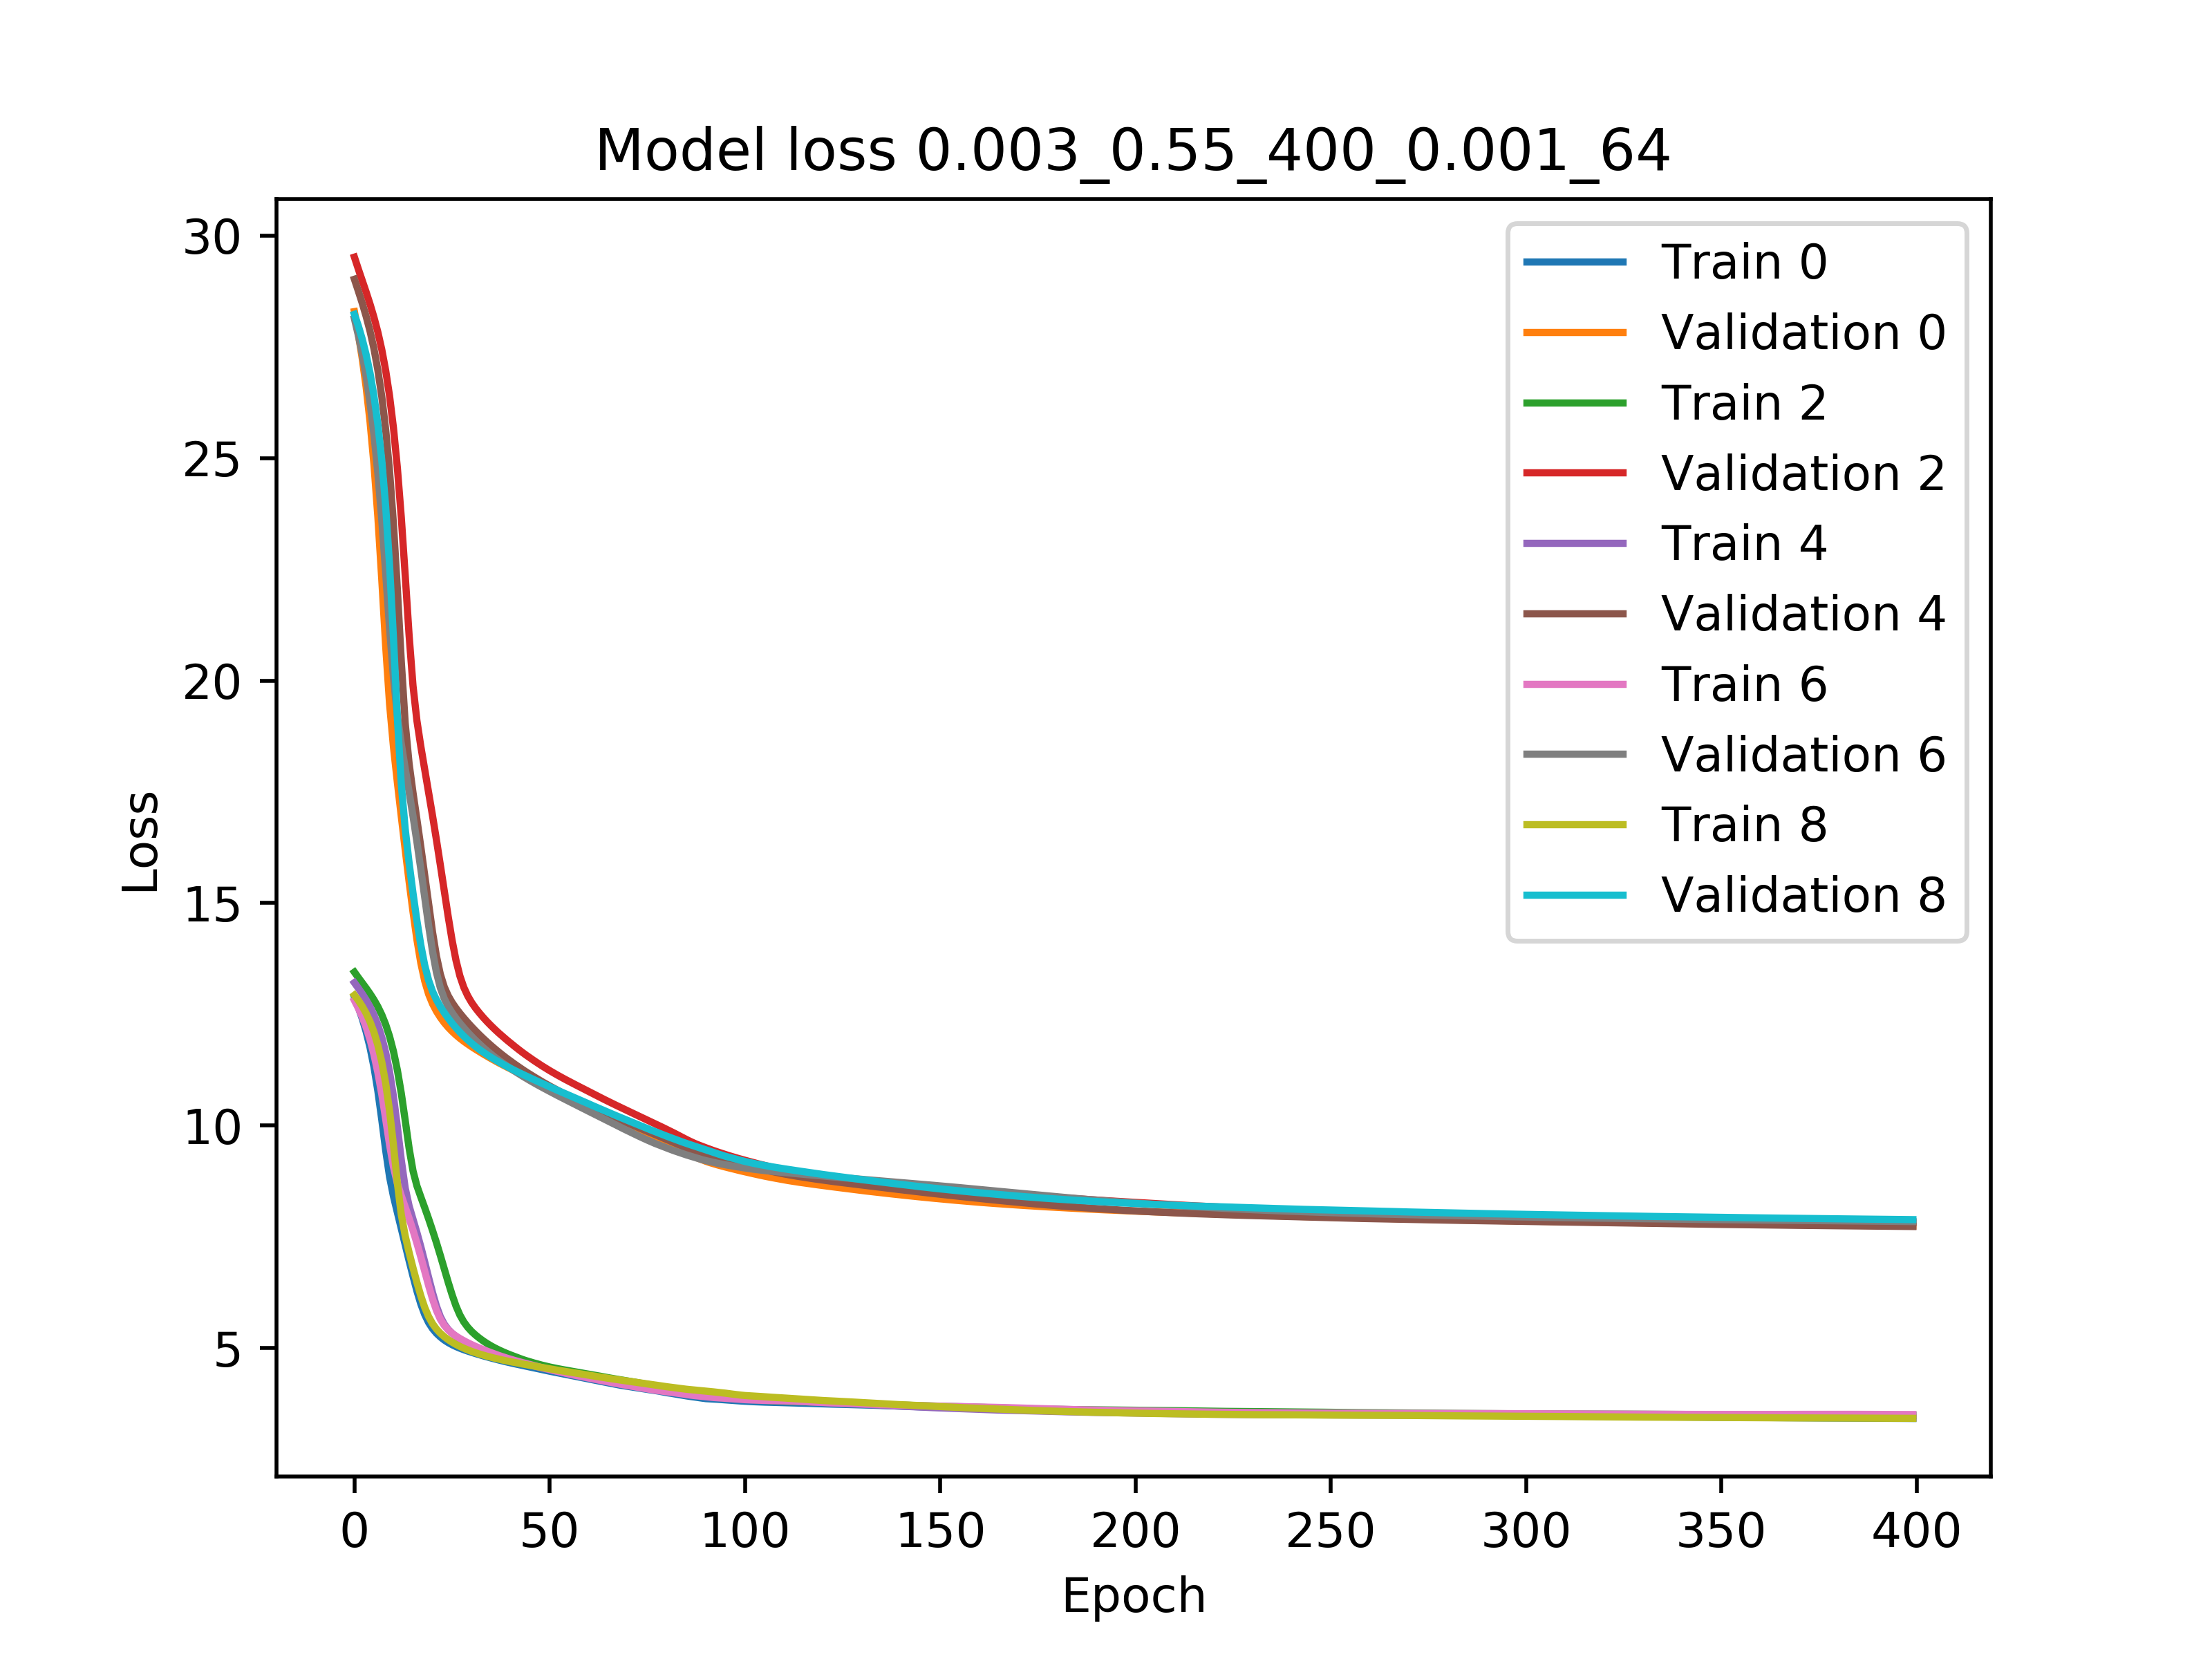 Model loss 0.003_0.55_400_0.001_64
30
25
20
15
10
5
Loss
Train 0
Validation 0
Train 2
Validation 2
Train 4
Validation 4
Train 6
Validation 6
Train 8
Validation 8
0 50 100 150 200 250 300 350 400
Epoch